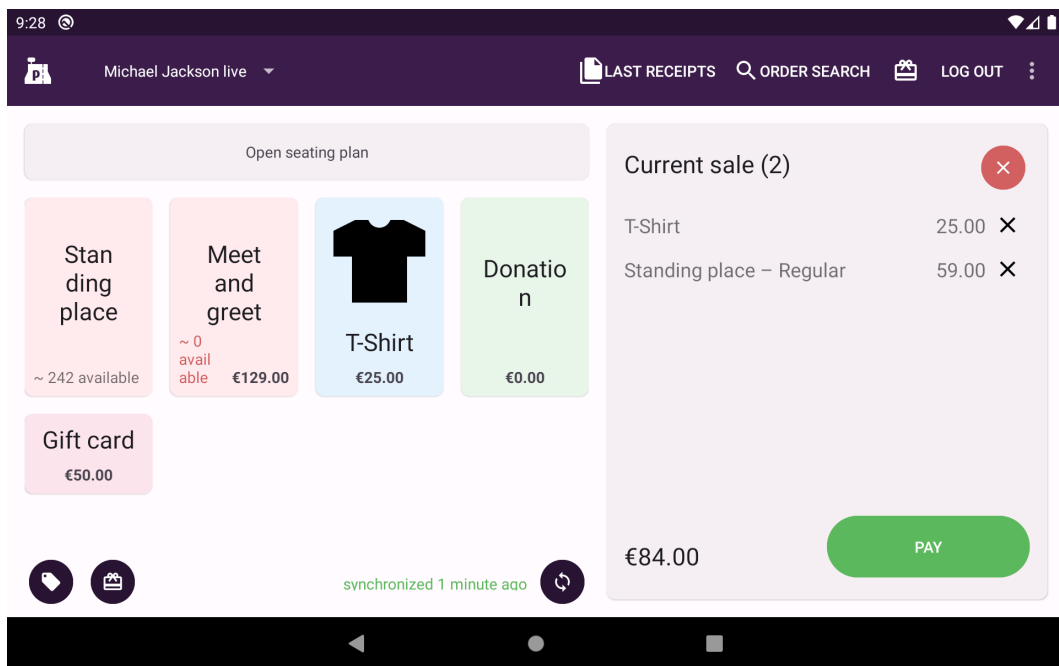 9:28
P
Michael Jackson live
LAST RECEIPTS
ORDER SEARCH
LOG OUT
Open seating plan
Stan
ding
place
~ 242 available
Meet
and
greet
~ 0
avail
able
€129.00
T-Shirt
€25.00
Donatio
n
€0.00
Gift card
€50.00
synchronized 1 minute ago
Current sale (2)
T-Shirt 25.00
Standing place – Regular 59.00
€84.00
PAY